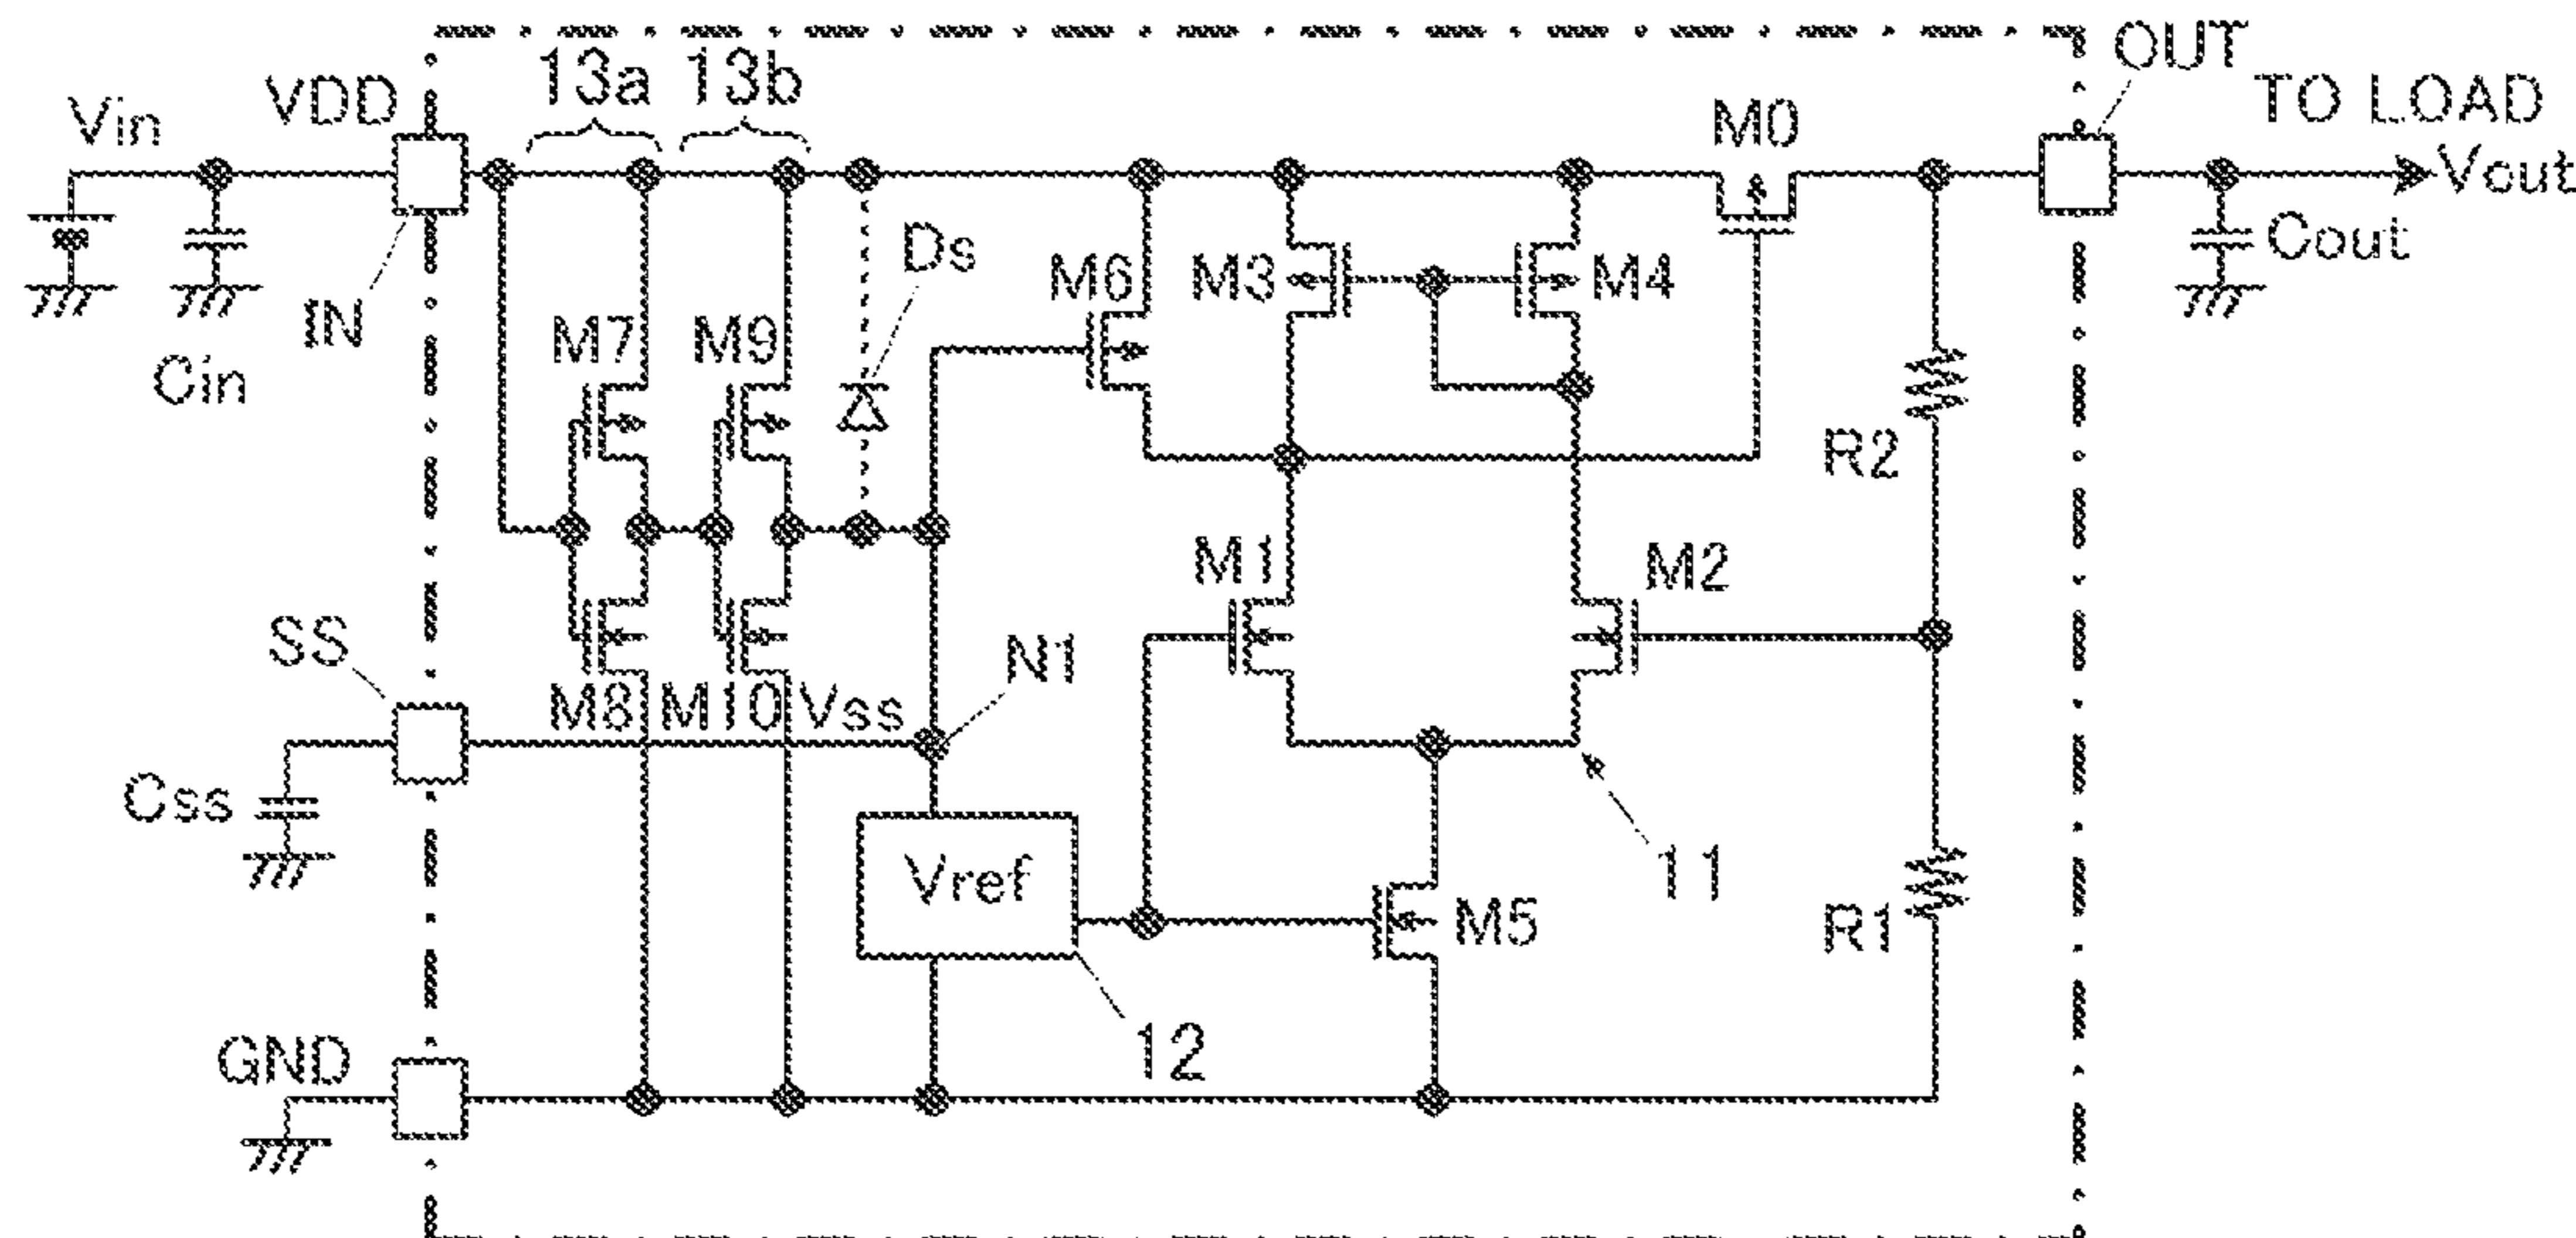 OUT
13a 13b
VDD
Vin
TO LOAD
M0
Vout
Ds
Cout
M6
M3
M4
IN
M7
M9
Cin
R2
M1
M2
SS
N1
M8
M10
Vss
Css
Vref
11
M5
R1
12
GND